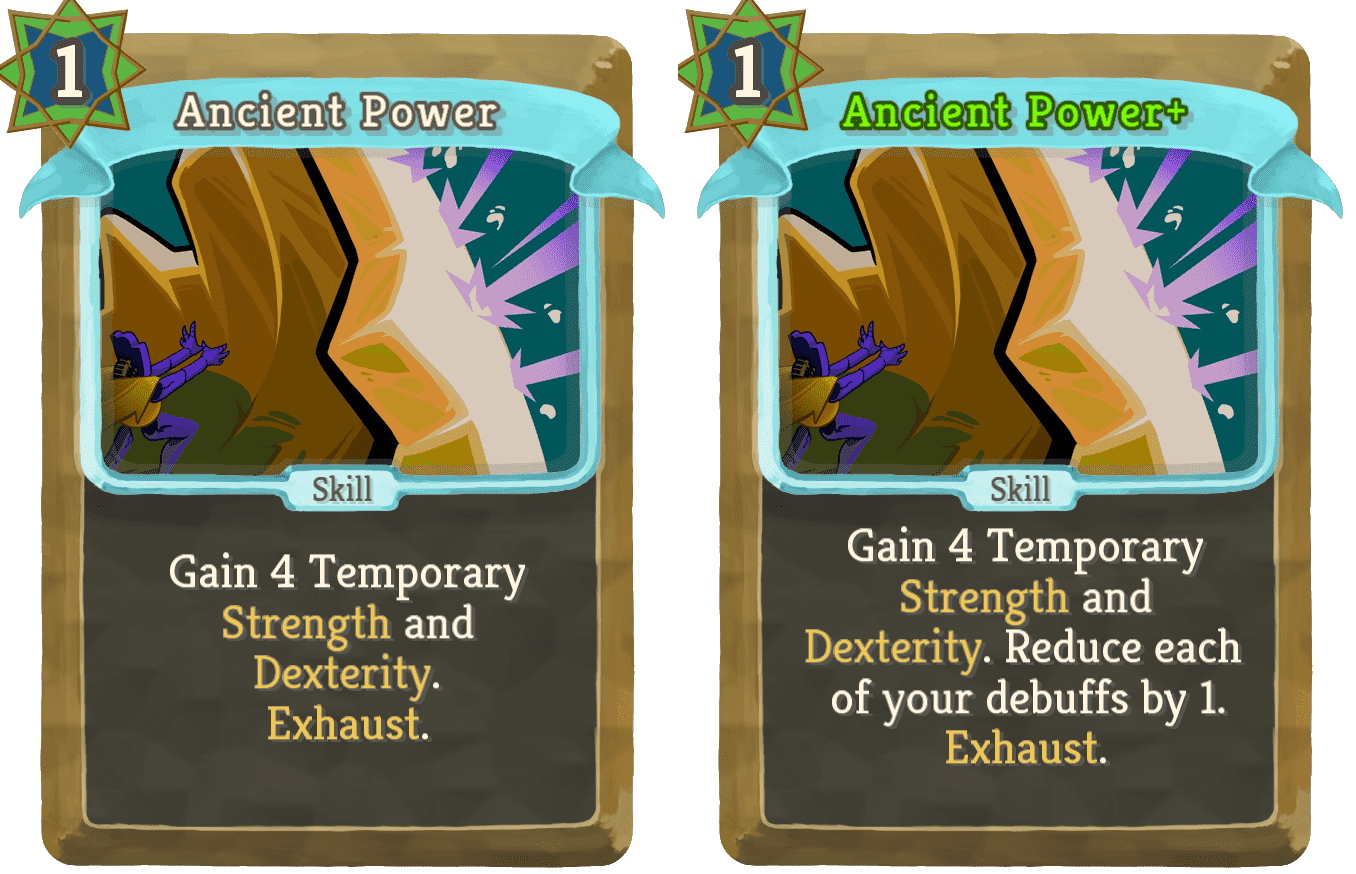 1
Ancient Power
Skill
Gain 4 Temporary
Strength and
Dexterity.
Exhaust.
1
Ancient Power+
Skill
Gain 4 Temporary
Strength and
Dexterity. Reduce each
of your debuffs by 1.
Exhaust.